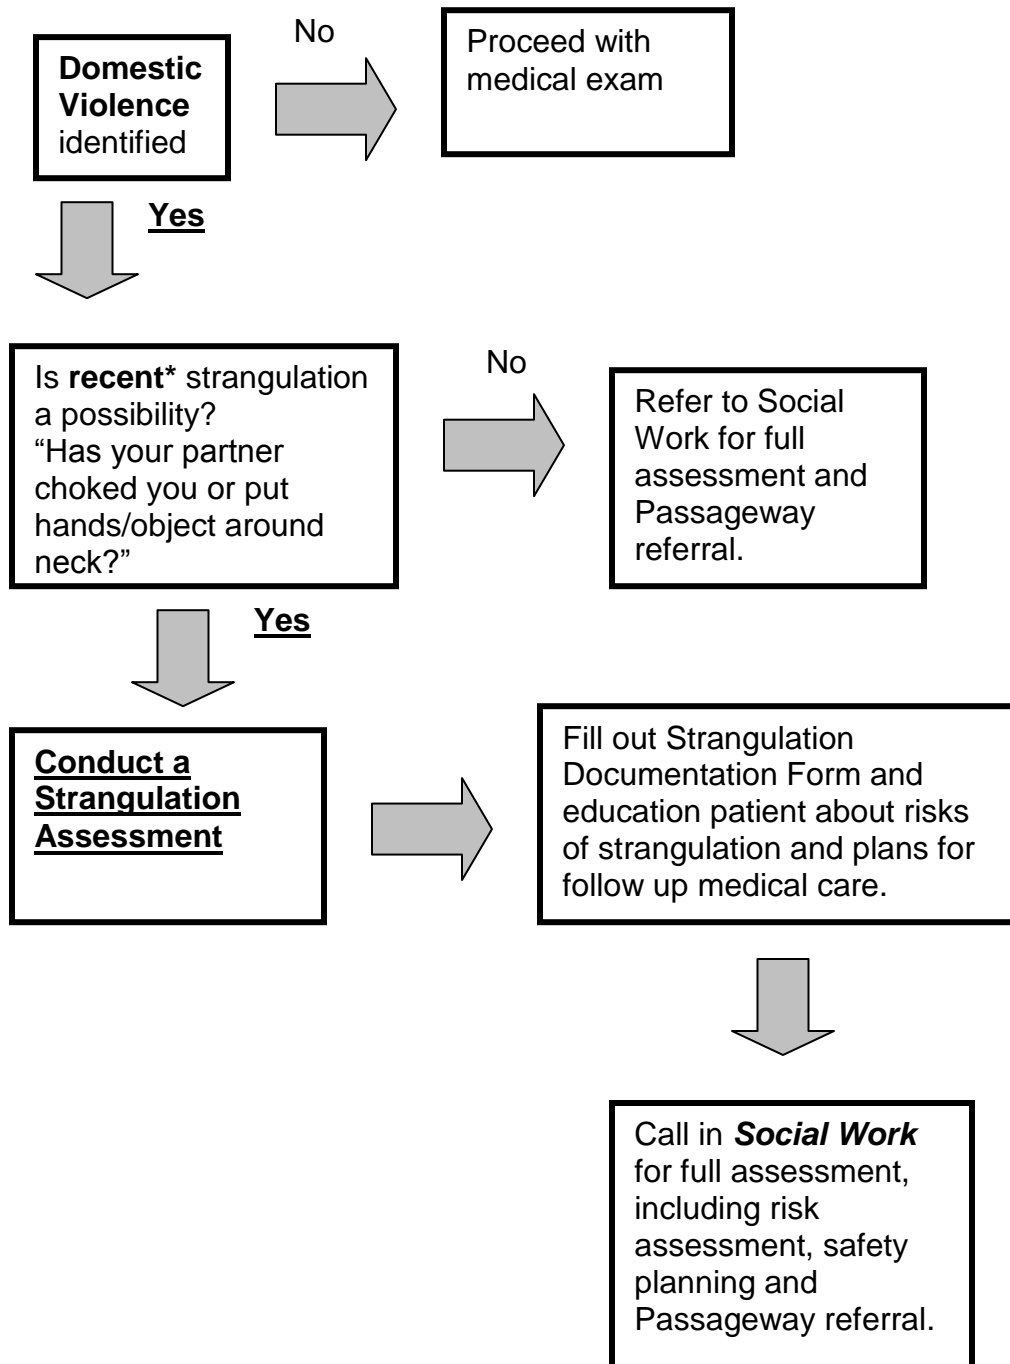 No
Domestic
Violence
identified
Proceed with
medical exam
Yes
Is recent* strangulation
a possibility?
“Has your partner
choked you or put
hands/object around
neck?”
No
Refer to Social
Work for full
assessment and
Passageway
referral.
Yes
Conduct a
Strangulation
Assessment
Fill out Strangulation
Documentation Form and
education patient about risks
of strangulation and plans for
follow up medical care.
Call in Social Work
for full assessment,
including risk
assessment, safety
planning and
Passageway referral.